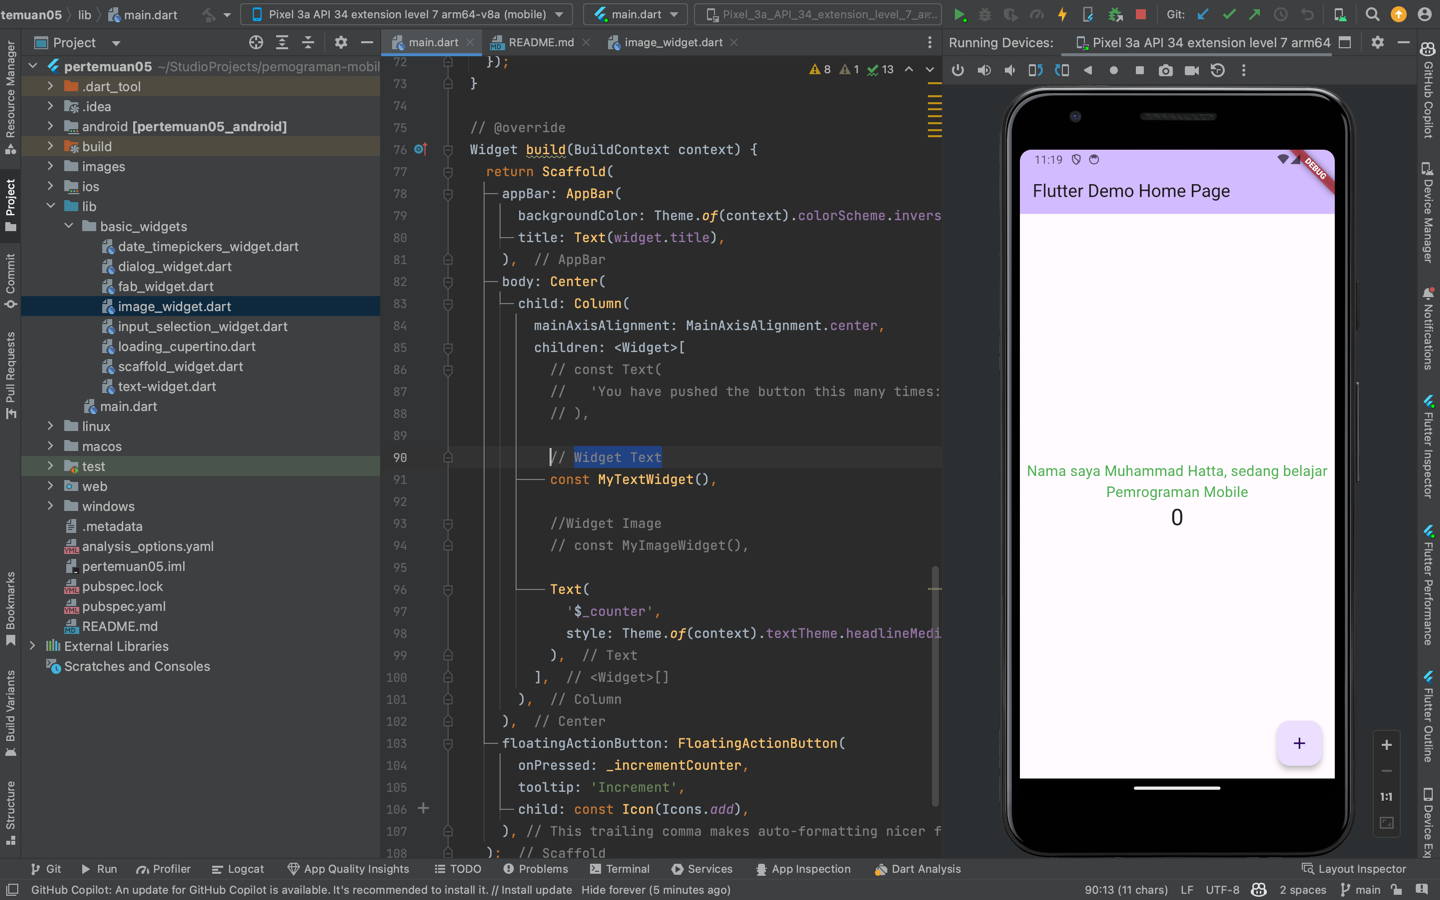 pertemuan05 lib main.dart
Pixel 3a API 34 extension level 7 arm64-v8a (mobile)
main.dart
Pixel_3a_API_34_extension_level_7_ar...
Git:
Project
main.dart
README.md
image_widget.dart
Running Devices:
Pixel 3a API 34 extension level 7 arm64
Resource Manager
Project
Commit
Pull Requests
Bookmarks
Build Variants
Structure
pertemuan05 ~/StudioProjects/pemograman-mobil
.dart_tool
.idea
android [pertemuan05_android]
build
images
ios
lib
basic_widgets
date_timepickers_widget.dart
dialog_widget.dart
fab_widget.dart
image_widget.dart
input_selection_widget.dart
loading_cupertino.dart
scaffold_widget.dart
text-widget.dart
main.dart
linux
macos
test
web
windows
.metadata
analysis_options.yaml
pertemuan05.iml
pubspec.lock
pubspec.yaml
README.md
External Libraries
Scratches and Consoles
8 1 13
72 });
73 }
74
75 // @override
76 Widget build(BuildContext context) {
77 return Scaffold(
78 appBar: AppBar(
79 backgroundColor: Theme.of(context).colorScheme.invers
80 title: Text(widget.title),
81 ), // AppBar
82 body: Center(
83 child: Column(
84 mainAxisAlignment: MainAxisAlignment.center,
85 children: <Widget>[
86 // const Text(
87 // 'You have pushed the button this many times:
88 // ),
89
90 // Widget Text
91 const MyTextWidget(),
92
93 //Widget Image
94 // const MyImageWidget(),
95
96 Text(
97 '$_counter',
98 style: Theme.of(context).textTheme.headlineMedi
99 ), // Text
100 ], // <Widget>[]
101 ), // Column
102 ), // Center
103 floatingActionButton: FloatingActionButton(
104 onPressed: _incrementCounter,
105 tooltip: 'Increment',
106 child: const Icon(Icons.add),
107 ), // This trailing comma makes auto-formatting nicer f
108 ); // Scaffold
11:19
DEBUG
Flutter Demo Home Page
Nama saya Muhammad Hatta, sedang belajar
Pemrograman Mobile
0
+
1:1
GitHub Copilot
Device Manager
Notifications
Flutter Inspector
Flutter Performance
Flutter Outline
Device Ex
Git
Run
Profiler
Logcat
App Quality Insights
TODO
Problems
Terminal
Services
App Inspection
Dart Analysis
Layout Inspector
GitHub Copilot: An update for GitHub Copilot is available. It's recommended to install it. // Install update Hide forever (5 minutes ago)
90:13 (11 chars) LF UTF-8 2 spaces main